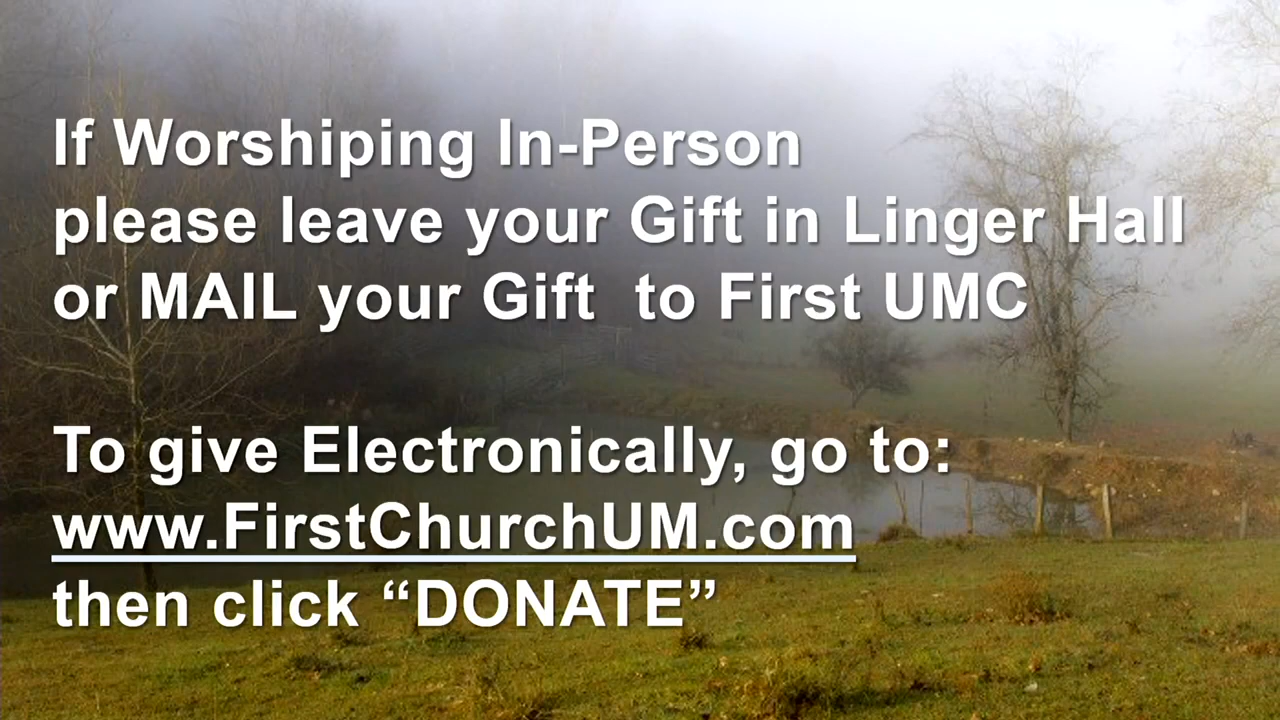 If Worshiping In-Person
please leave your Gift in Linger Hall
or MAIL your Gift  to First UMC
To give Electronically, go to:
www.FirstChurchUM.com
then click “DONATE”